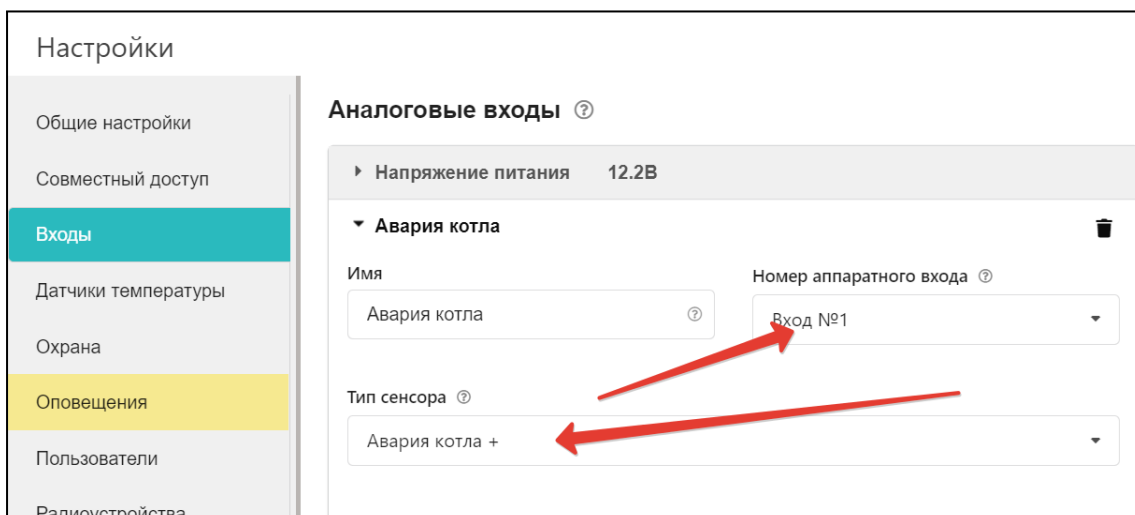 Настройки
Общие настройки
Совместный доступ
Входы
Датчики температуры
Охрана
Оповещения
Пользователи
Радиоустройства
Аналоговые входы
Напряжение питания 12.2В
Авария котла
Имя
Номер аппаратного входа
Авария котла
Вход №1
Тип сенсора
Авария котла +